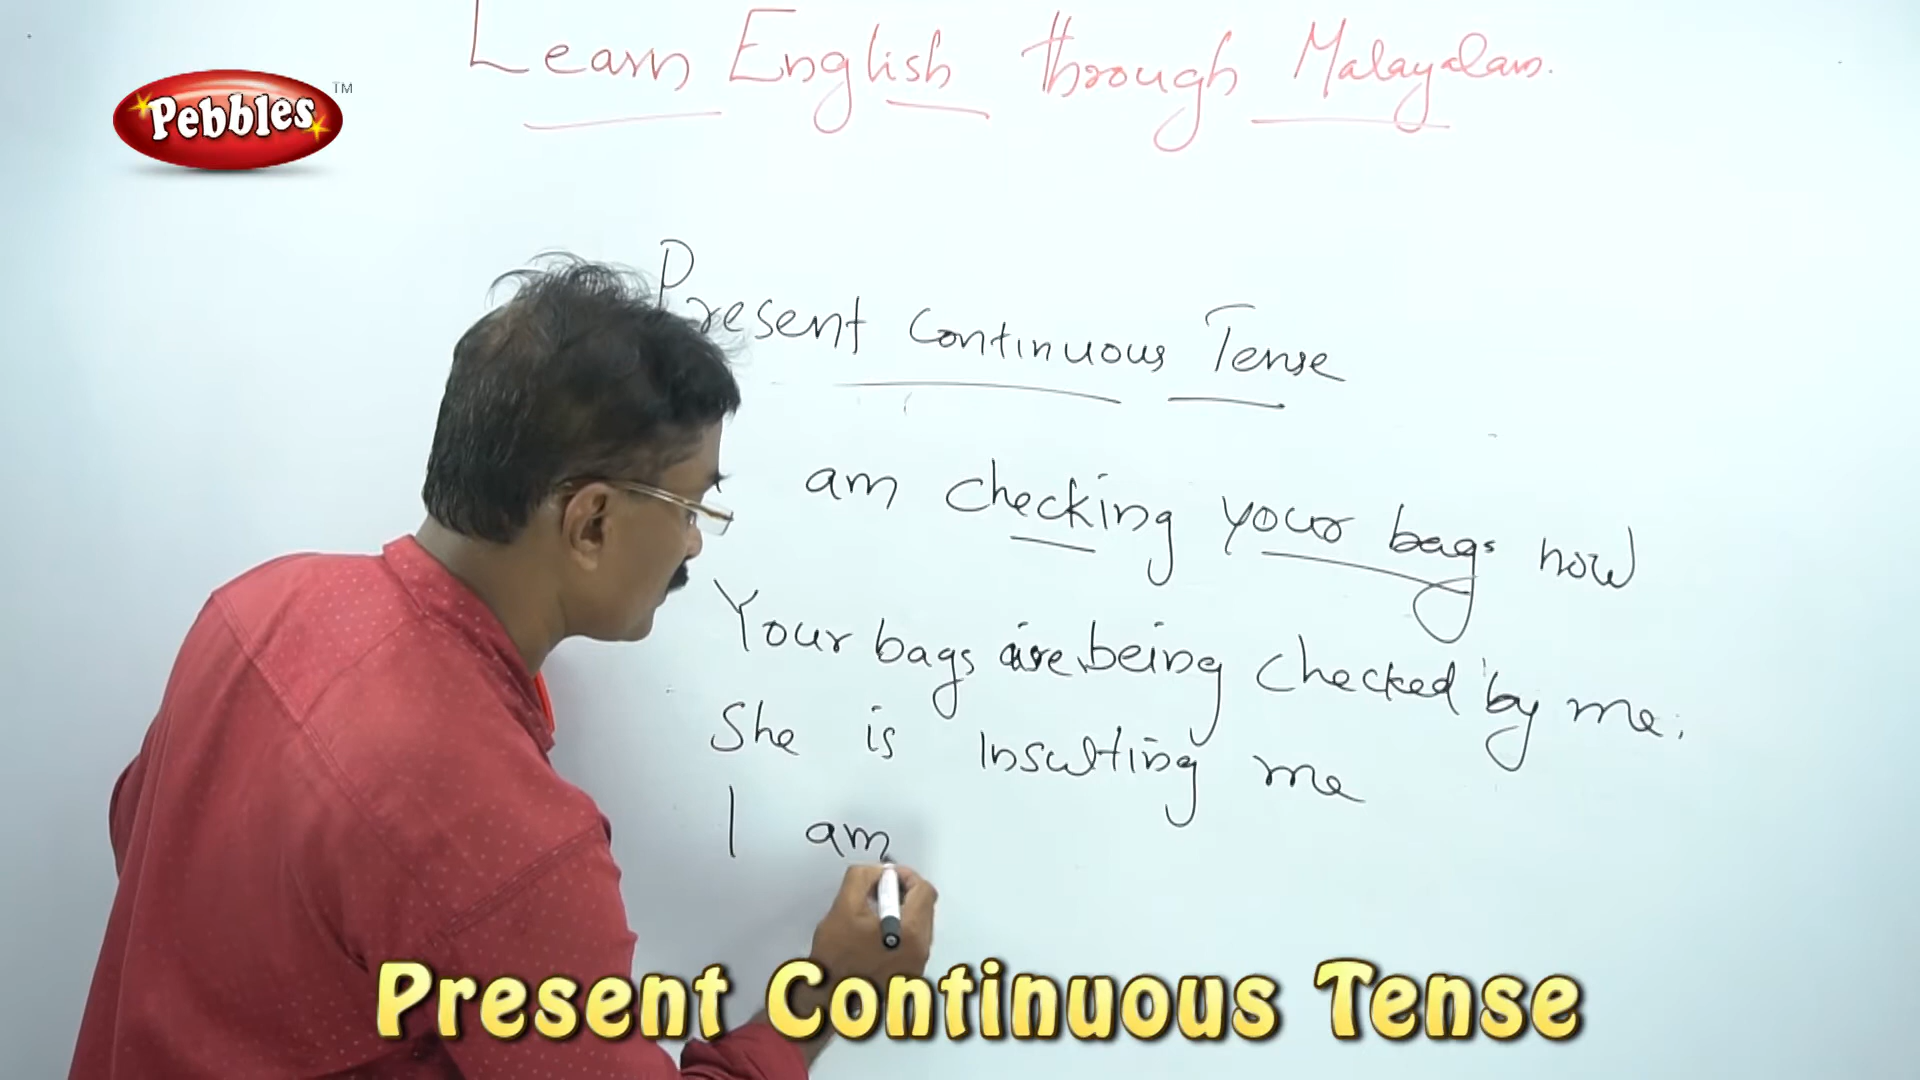 Learn English through Malayalam.
Pebbles TM
Present Continuous Tense
am checking your bags now
Your bags are being checked by me.
She is insulting me
I am
Present Continuous Tense